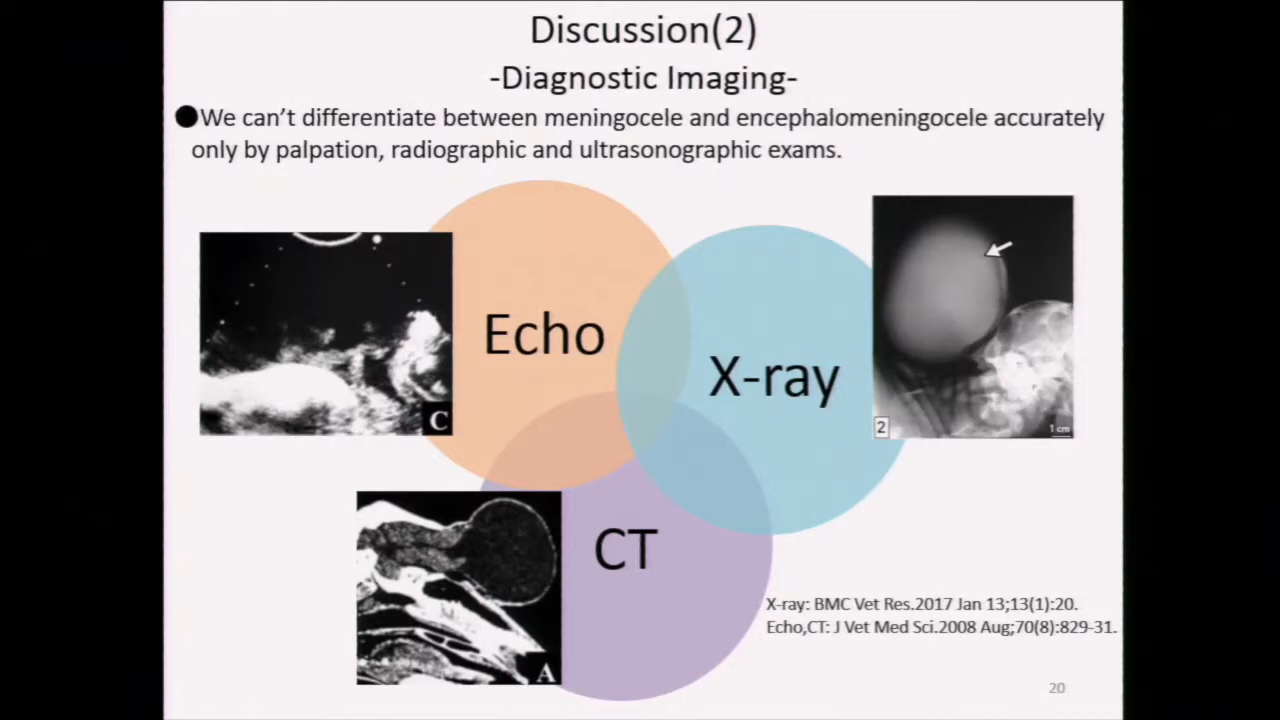 Discussion(2)
-Diagnostic Imaging-
●We can't differentiate between meningocele and encephalomeningocele accurately
only by palpation, radiographic and ultrasonographic exams.
Echo
X-ray
C
2
1 cm
CT
A
X-ray: BMC Vet Res.2017 Jan 13;13(1):20.
Echo,CT: J Vet Med Sci.2008 Aug;70(8):829-31.
20